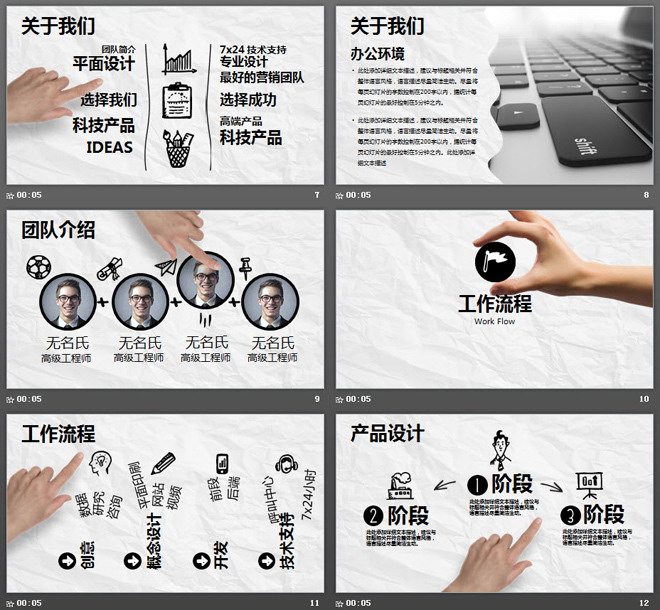 关于我们
团队简介
平面设计
选择我们
科技产品
IDEAS
7x24 技术支持
专业设计
最好的营销团队
选择成功
高端产品
科技产品
00:05
7
关于我们
办公环境
• 此处添加详细文本描述，建议与标题相关并符合
整体语言风格，语言描述尽量简洁生动。尽量将
每页幻灯片的字数控制在200字以内，据统计每
页幻灯片的最好控制在5分钟之内。
• 此处添加详细文本描述，建议与标题相关并符合
整体语言风格，语言描述尽量简洁生动。尽量将
每页幻灯片的字数控制在200字以内，据统计每
页幻灯片的最好控制在5分钟之内。此处添加详
细文本描述
shift
00:05
8
团队介绍
无名氏
高级工程师
无名氏
高级工程师
无名氏
高级工程师
无名氏
高级工程师
00:05
9
工作流程
Work Flow
00:05
10
工作流程
数据
研究
咨询
创意
平面印刷
网站
视频
概念设计
前段
后端
开发
呼叫中心
7x24小时
技术支持
00:05
11
产品设计
1 阶段
此处添加详细文本描述，建议与
标题相关并符合整体语言风格，
语言描述尽量简洁生动。
2 阶段
此处添加详细文本描述，建议与
标题相关并符合整体语言风格，
语言描述尽量简洁生动。
3 阶段
此处添加详细文本描述，建议与
标题相关并符合整体语言风格，
语言描述尽量简洁生动。
00:05
12